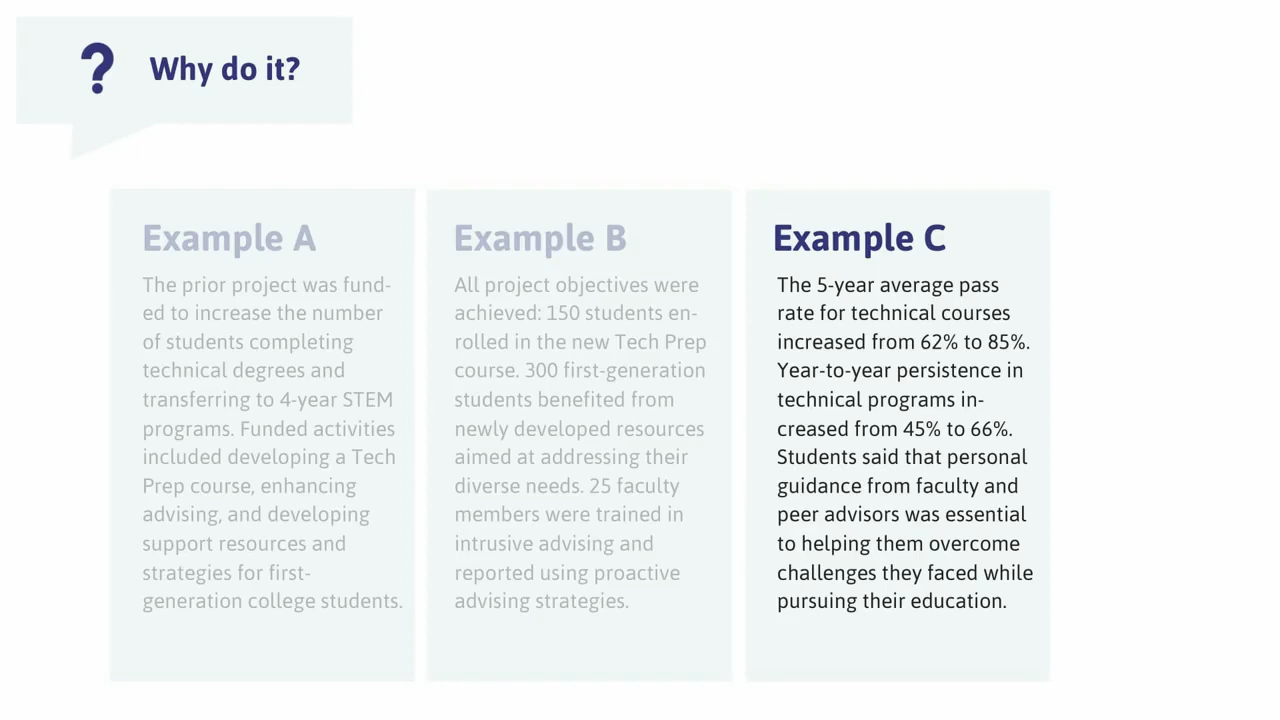 ? Why do it?
Example A
The prior project was fund-
ed to increase the number
of students completing
technical degrees and
transferring to 4-year STEM
programs. Funded activities
included developing a Tech
Prep course, enhancing
advising, and developing
support resources and
strategies for first-
generation college students.
Example B
All project objectives were
achieved: 150 students en-
rolled in the new Tech Prep
course. 300 first-generation
students benefited from
newly developed resources
aimed at addressing their
diverse needs. 25 faculty
members were trained in
intrusive advising and
reported using proactive
advising strategies.
Example C
The 5-year average pass
rate for technical courses
increased from 62% to 85%.
Year-to-year persistence in
technical programs in-
creased from 45% to 66%.
Students said that personal
guidance from faculty and
peer advisors was essential
to helping them overcome
challenges they faced while
pursuing their education.